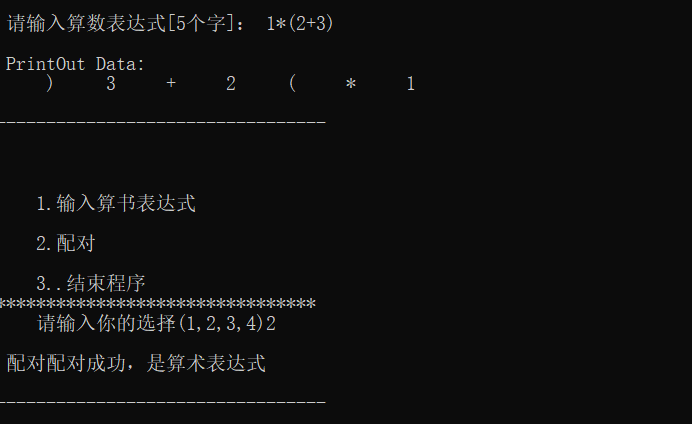 请输入算数表达式[5个字]： 1*(2+3)
PrintOut Data:
) 3 + 2 ( * 1
---------------------------------
1.输入算书表达式
2.配对
3..结束程序
********************************
请输入你的选择(1,2,3,4)2
配对配对成功，是算术表达式
---------------------------------